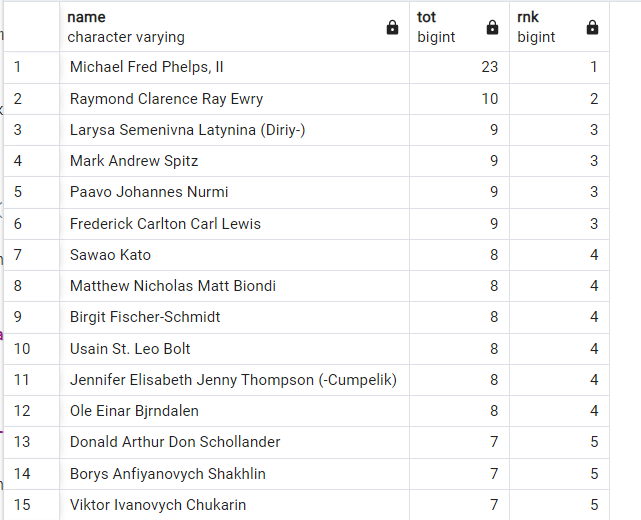 name tot rnk
character varying bigint bigint
1 Michael Fred Phelps, II 23 1
2 Raymond Clarence Ray Ewry 10 2
3 Larysa Semenivna Latynina (Diriy-) 9 3
4 Mark Andrew Spitz 9 3
5 Paavo Johannes Nurmi 9 3
6 Frederick Carlton Carl Lewis 9 3
7 Sawao Kato 8 4
8 Matthew Nicholas Matt Biondi 8 4
9 Birgit Fischer-Schmidt 8 4
10 Usain St. Leo Bolt 8 4
11 Jennifer Elisabeth Jenny Thompson (-Cumpelik) 8 4
12 Ole Einar Bjrndalen 8 4
13 Donald Arthur Don Schollander 7 5
14 Borys Anfiyanovych Shakhlin 7 5
15 Viktor Ivanovych Chukarin 7 5